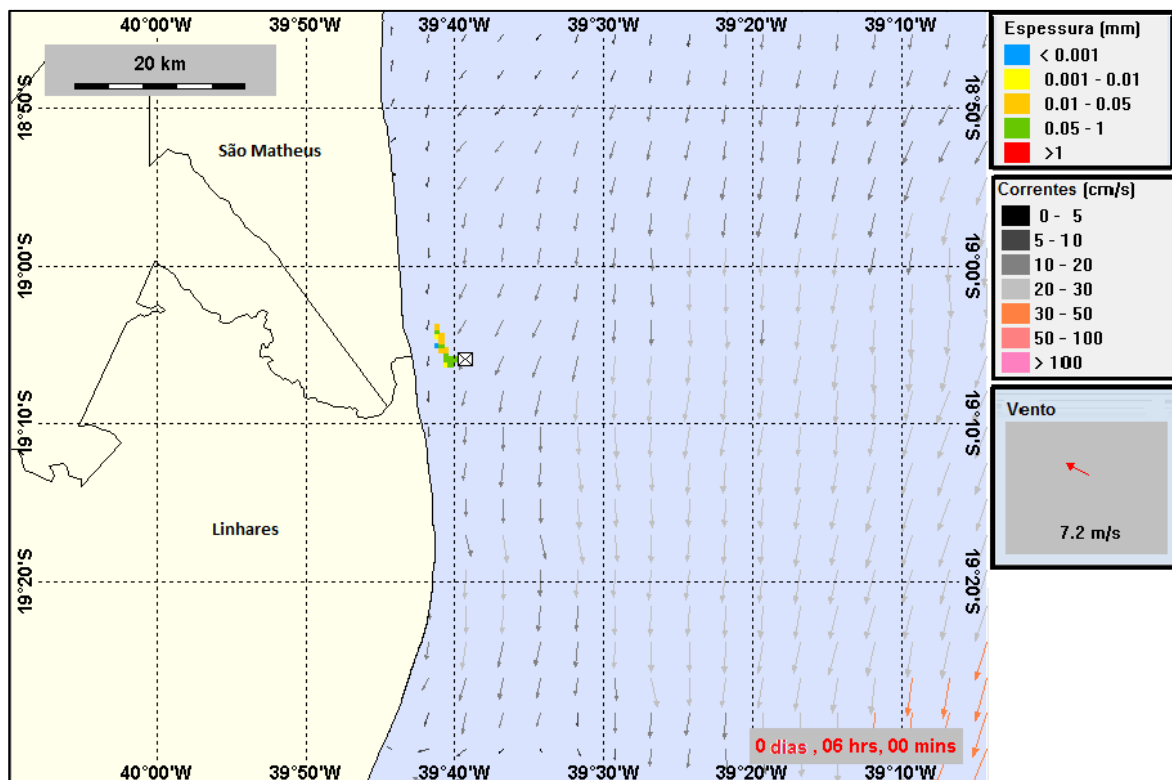 40°00'W 39°50'W 39°40'W 39°30'W 39°20'W 39°10'W
20 km
18°50'S
18°50'S
São Matheus
19°00'S
19°00'S
19°10'S
19°10'S
Linhares
19°20'S
19°20'S
0 dias , 06 hrs, 00 mins
40°00'W 39°50'W 39°40'W 39°30'W 39°20'W 39°10'W
Espessura (mm)
< 0.001
0.001 - 0.01
0.01 - 0.05
0.05 - 1
>1
Correntes (cm/s)
0 - 5
5 - 10
10 - 20
20 - 30
30 - 50
50 - 100
> 100
Vento
7.2 m/s